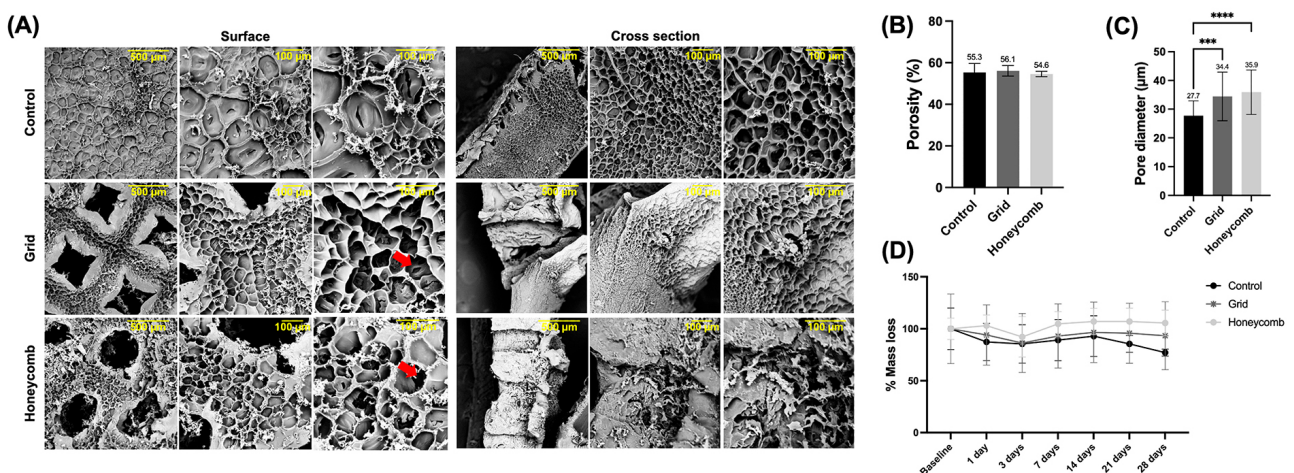 (A)
Surface
Cross section
Control
500 μm
100 μm
100 μm
500 μm
100 μm
100 μm
Grid
500 μm
100 μm
100 μm
500 μm
100 μm
100 μm
Honeycomb
500 μm
100 μm
100 μm
500 μm
100 μm
100 μm
(B)
Porosity (%)
80
60
40
20
0
55.3
56.1
54.6
Control
Grid
Honeycomb
(C)
Pore diameter (μm)
50
40
30
20
10
0
****
***
27.7
34.4
35.9
Control
Grid
Honeycomb
(D)
% Mass loss
150
100
50
0
Baseline
1 day
3 days
7 days
14 days
21 days
28 days
Control
Grid
Honeycomb